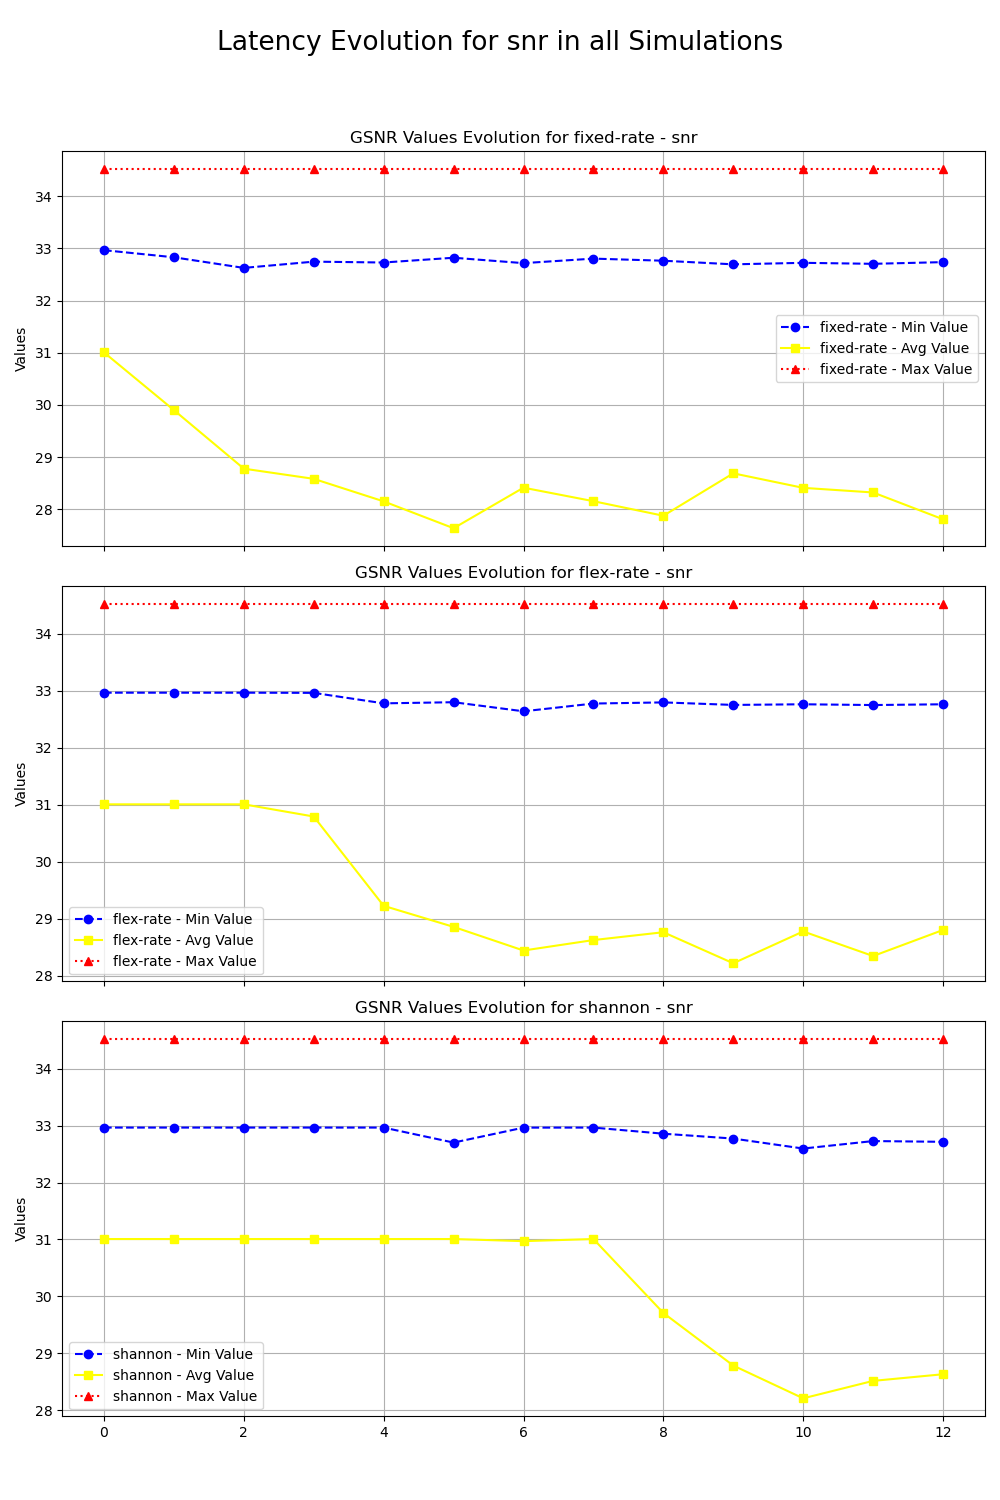 Latency Evolution for snr in all Simulations
GSNR Values Evolution for fixed-rate - snr
34
33
32
31
30
29
28
Values
fixed-rate - Min Value
fixed-rate - Avg Value
fixed-rate - Max Value
GSNR Values Evolution for flex-rate - snr
34
33
32
31
30
29
28
Values
flex-rate - Min Value
flex-rate - Avg Value
flex-rate - Max Value
GSNR Values Evolution for shannon - snr
34
33
32
31
30
29
28
Values
shannon - Min Value
shannon - Avg Value
shannon - Max Value
0 2 4 6 8 10 12